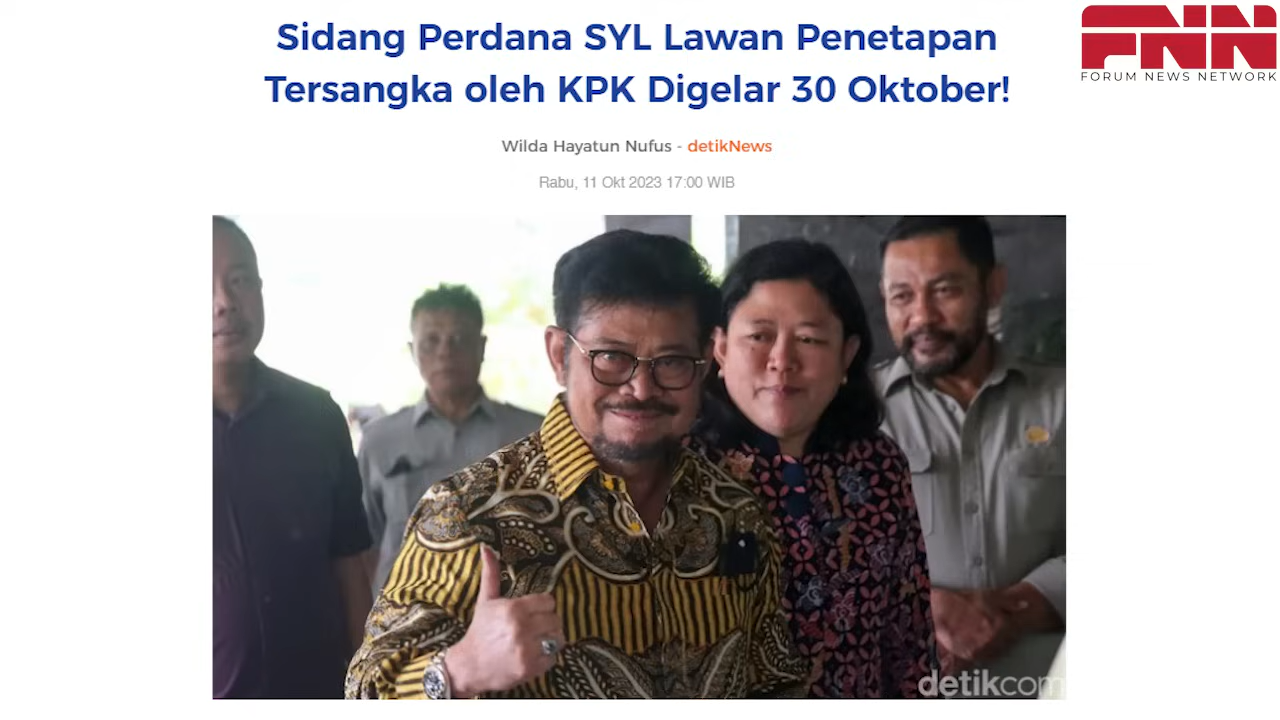 Sidang Perdana SYL Lawan Penetapan
Tersangka oleh KPK Digelar 30 Oktober!
FNN
FORUM NEWS NETWORK
Wilda Hayatun Nufus - detikNews
Rabu, 11 Okt 2023 17:00 WIB
detikcom